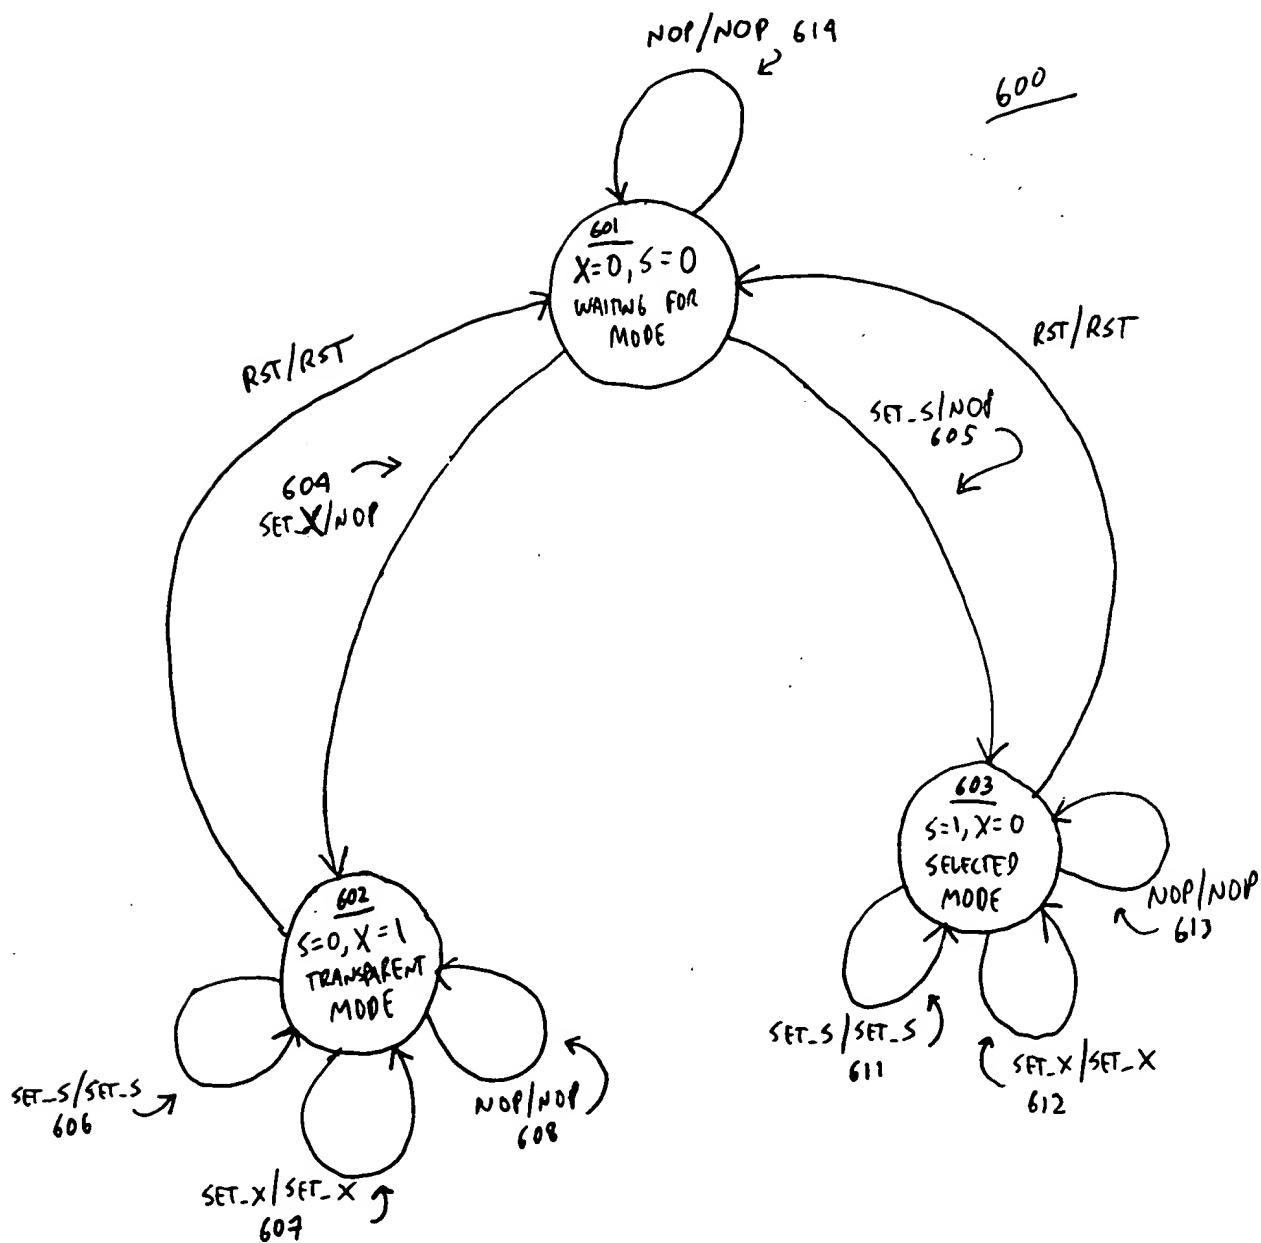 NOP/NOP 614
600
601
X=0, S=0
WAITING FOR
MODE
RST/RST
RST/RST
SET_S/NOP
605
604
SET_X/NOP
603
S=1, X=0
SELECTED
MODE
NOP/NOP
613
602
S=0, X=1
TRANSPARENT
MODE
SET_S/SET_S
611
SET_X/SET_X
612
SET_S/SET_S
606
NOP/NOP
608
SET_X/SET_X
607